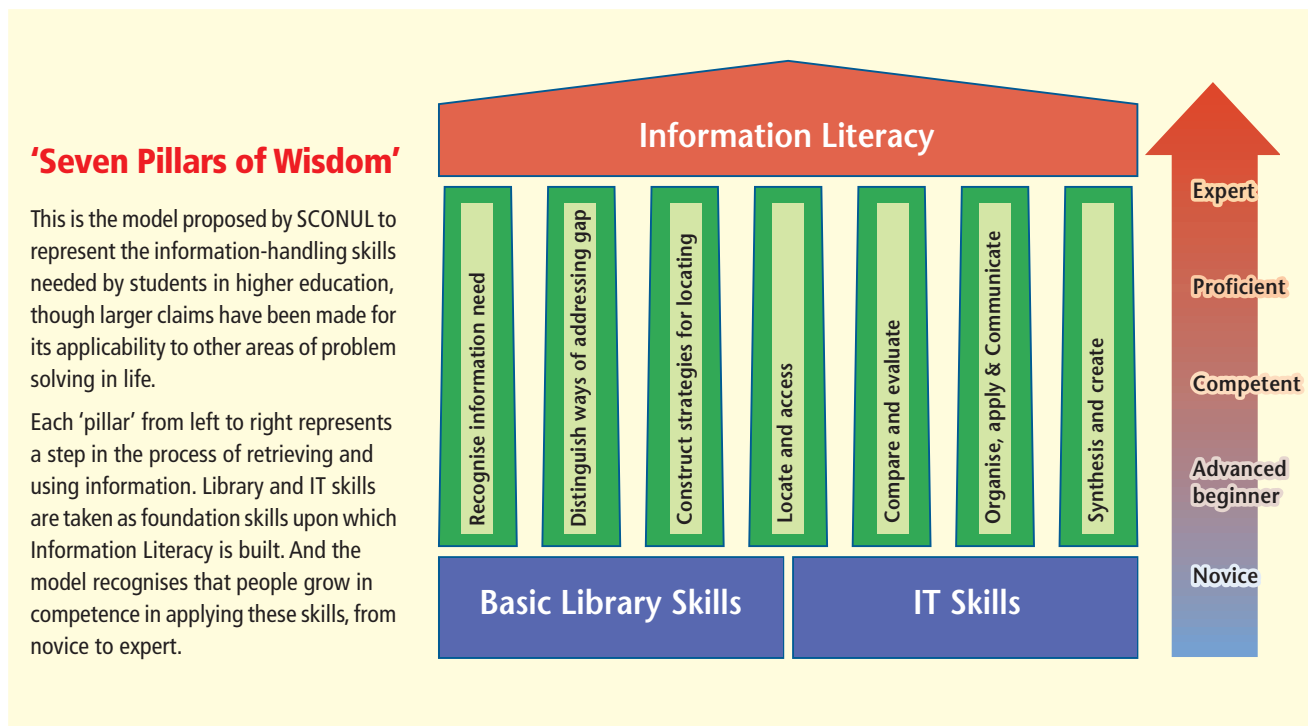 ‘Seven Pillars of Wisdom’
This is the model proposed by SCONUL to
represent the information-handling skills
needed by students in higher education,
though larger claims have been made for
its applicability to other areas of problem
solving in life.
Each ‘pillar’ from left to right represents
a step in the process of retrieving and
using information. Library and IT skills
are taken as foundation skills upon which
Information Literacy is built. And the
model recognises that people grow in
competence in applying these skills, from
novice to expert.
Information Literacy
Recognise information need
Distinguish ways of addressing gap
Construct strategies for locating
Locate and access
Compare and evaluate
Organise, apply & Communicate
Synthesis and create
Basic Library Skills
IT Skills
Expert
Proficient
Competent
Advanced
beginner
Novice